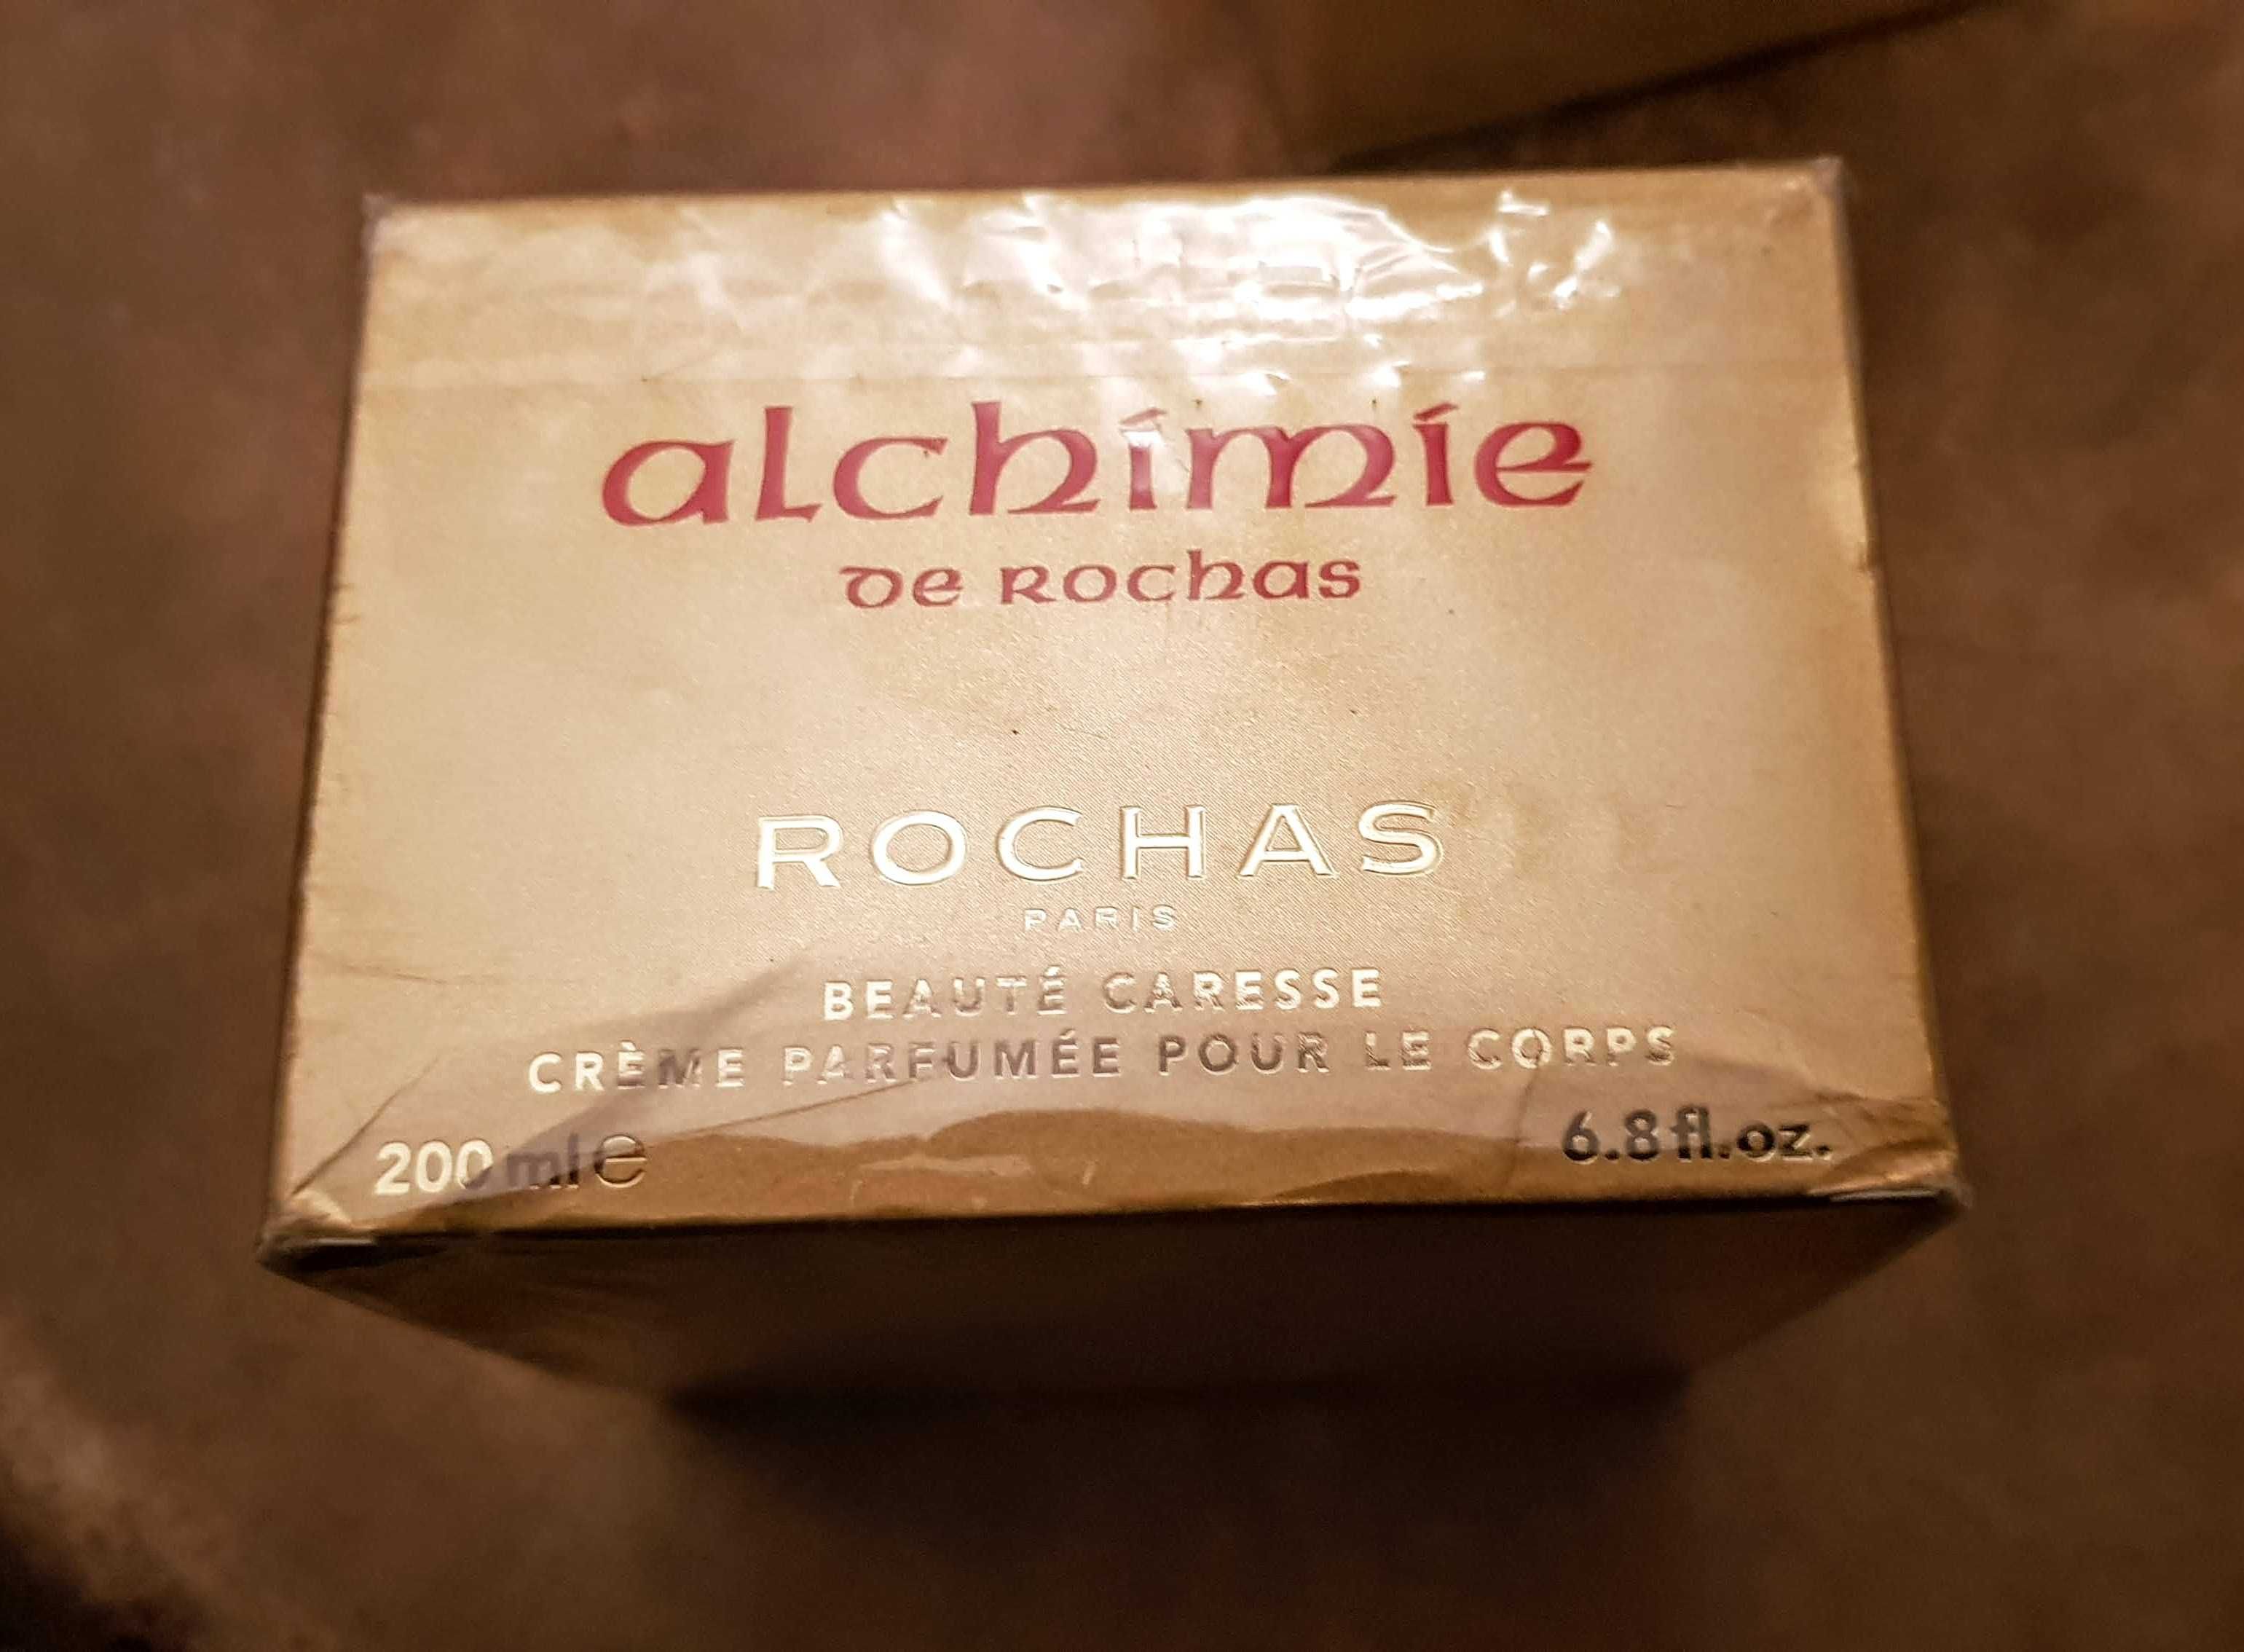 alchimie
de Rochas
ROCHAS
PARIS
BEAUTÉ CARESSE
CRÈME PARFUMÉE POUR LE CORPS
200 ml e
6.8 fl.oz.